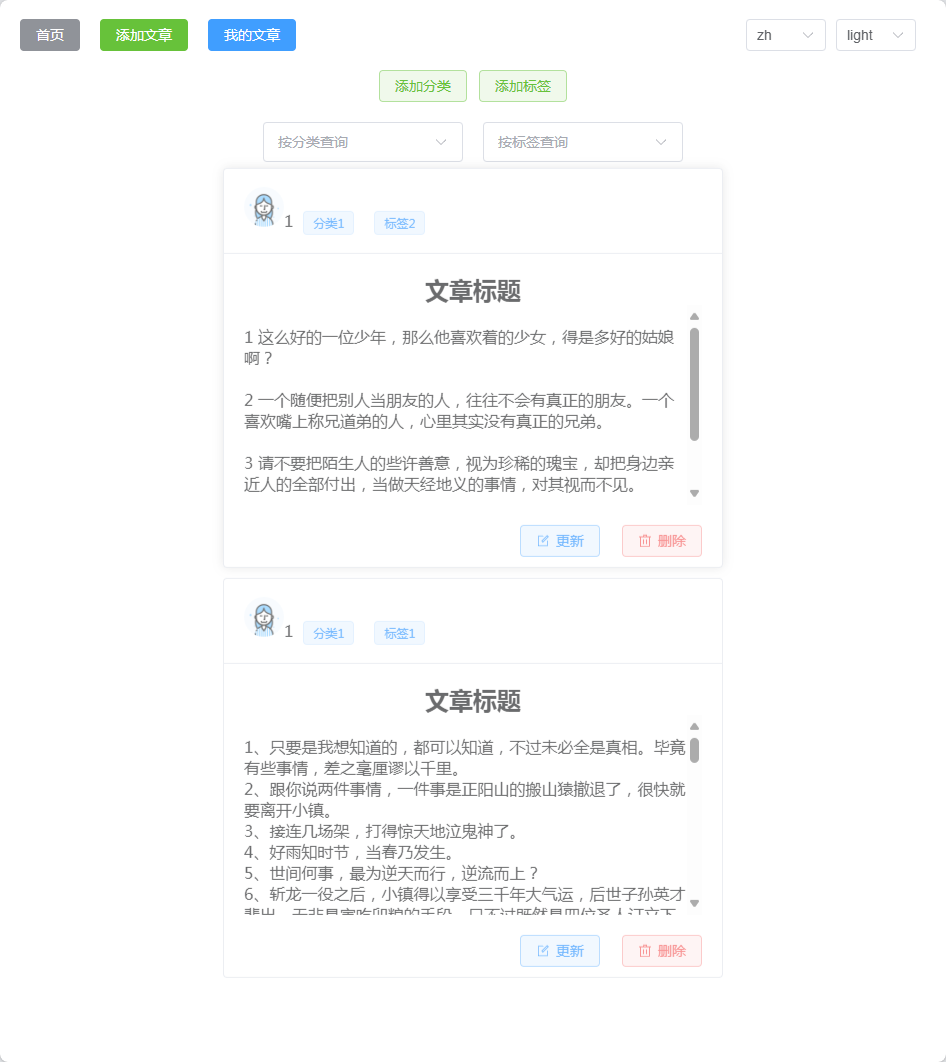 首页 添加文章 我的文章 zh light
添加分类 添加标签
按分类查询 按标签查询
1 分类1 标签2
文章标题
1 这么好的一位少年，那么他喜欢着的少女，得是多好的姑娘
啊？
2 一个随便把别人当朋友的人，往往不会有真正的朋友。一个
喜欢嘴上称兄道弟的人，心里其实没有真正的兄弟。
3 请不要把陌生人的些许善意，视为珍稀的瑰宝，却把身边亲
近人的全部付出，当做天经地义的事情，对其视而不见。
更新 删除
1 分类1 标签1
文章标题
1、只要是我想知道的，都可以知道，不过未必全是真相。毕竟
有些事情，差之毫厘谬以千里。
2、跟你说两件事情，一件事是正阳山的搬山猿撤退了，很快就
要离开小镇。
3、接连几场架，打得惊天地泣鬼神了。
4、好雨知时节，当春乃发生。
5、世间何事，最为逆天而行，逆流而上？
6、斩龙一役之后，小镇得以享受三千年大气运，后世子孙英才
更新 删除